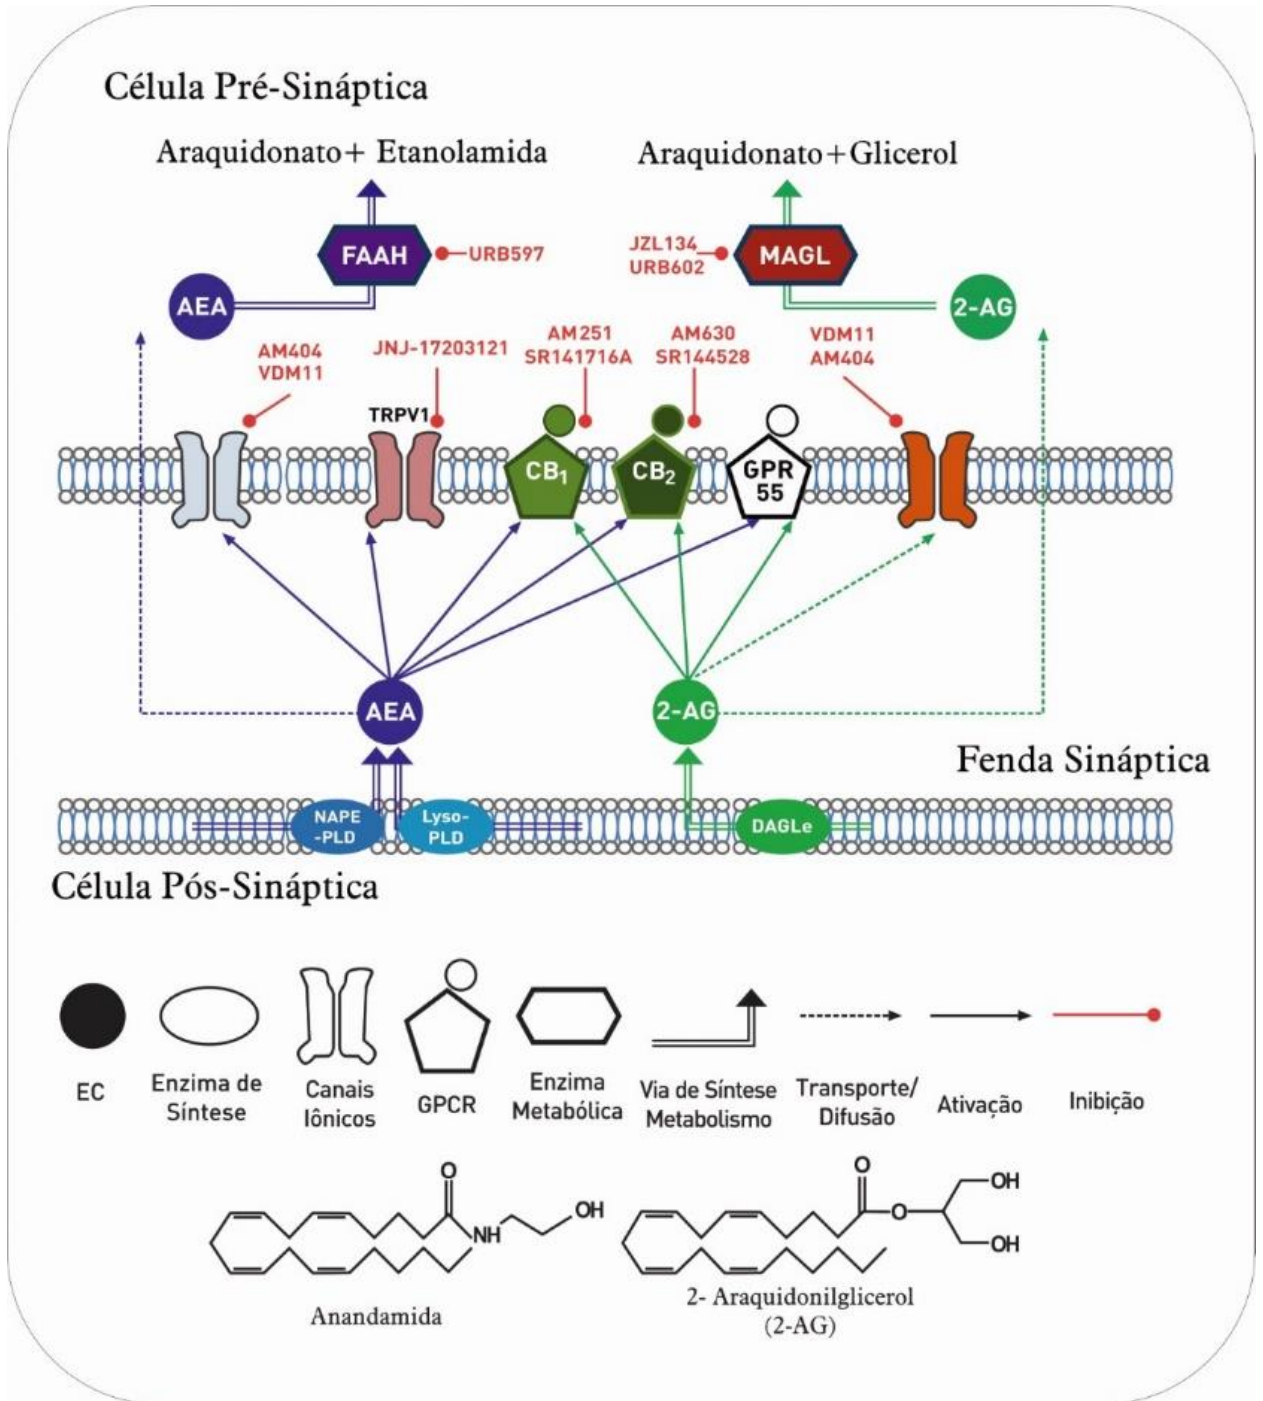 Célula Pré-Sináptica
Araquidonato+ Etanolamida
Araquidonato+Glicerol
FAAH
URB597
JZL134
URB602
MAGL
AEA
2-AG
AM404
VDM11
JNJ-17203121
AM251
SR141716A
AM630
SR144528
VDM11
AM404
TRPV1
CB1
CB2
GPR
55
AEA
2-AG
Fenda Sináptica
NAPE
-PLD
Lyso-
PLD
DAGLe
Célula Pós-Sináptica
EC
Enzima de
Síntese
Canais
Iônicos
GPCR
Enzima
Metabólica
Via de Síntese
Metabolismo
Transporte/
Difusão
Ativação
Inibição
O
NH
OH
Anandamida
O
O
OH
OH
2- Araquidonilglicerol
(2-AG)